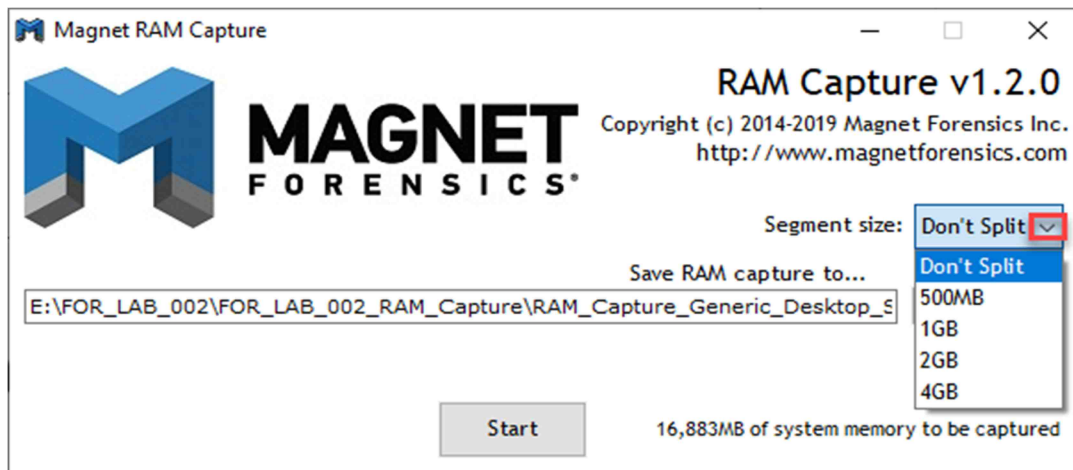 Magnet RAM Capture
MAGNET
FORENSICS®
RAM Capture v1.2.0
Copyright (c) 2014-2019 Magnet Forensics Inc.
http://www.magnetforensics.com
Segment size:
Don't Split
Don't Split
500MB
1GB
2GB
4GB
Save RAM capture to...
E:\FOR_LAB_002\FOR_LAB_002_RAM_Capture\RAM_Capture_Generic_Desktop_S
Start
16,883MB of system memory to be captured